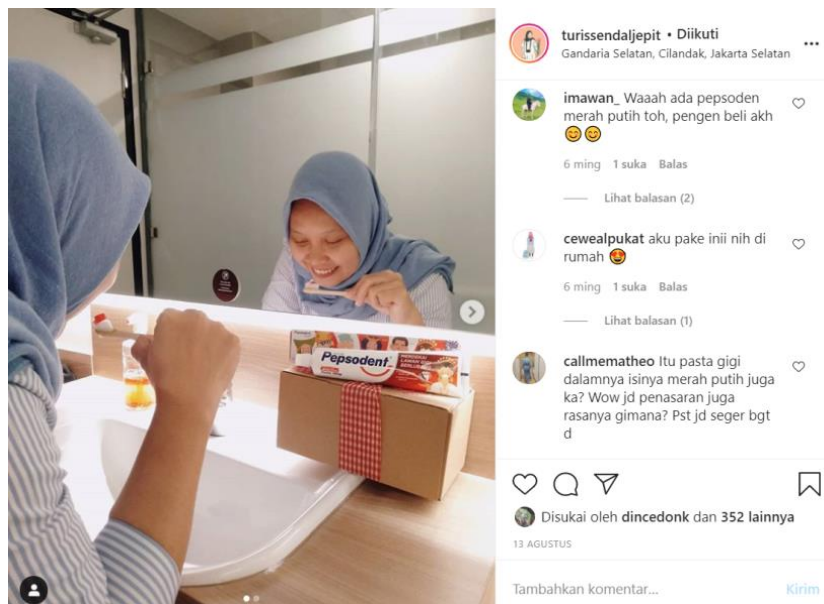 turissendaljepit • Diikuti
Gandaria Selatan, Cilandak, Jakarta Selatan
imawan_ Waaah ada pepsoden
merah putih toh, pengen beli akh
😊😊
6 ming 1 suka Balas
Lihat balasan (2)
cewealpukat aku pake inii nih di
rumah 😍
6 ming 1 suka Balas
Lihat balasan (1)
callmematheo Itu pasta gigi
dalamnya isinya merah putih juga
ka? Wow jd penasaran juga
rasanya gimana? Pst jd seger bgt
d
Disukai oleh dincedonk dan 352 lainnya
13 AGUSTUS
Tambahkan komentar... Kirim
Pepsodent